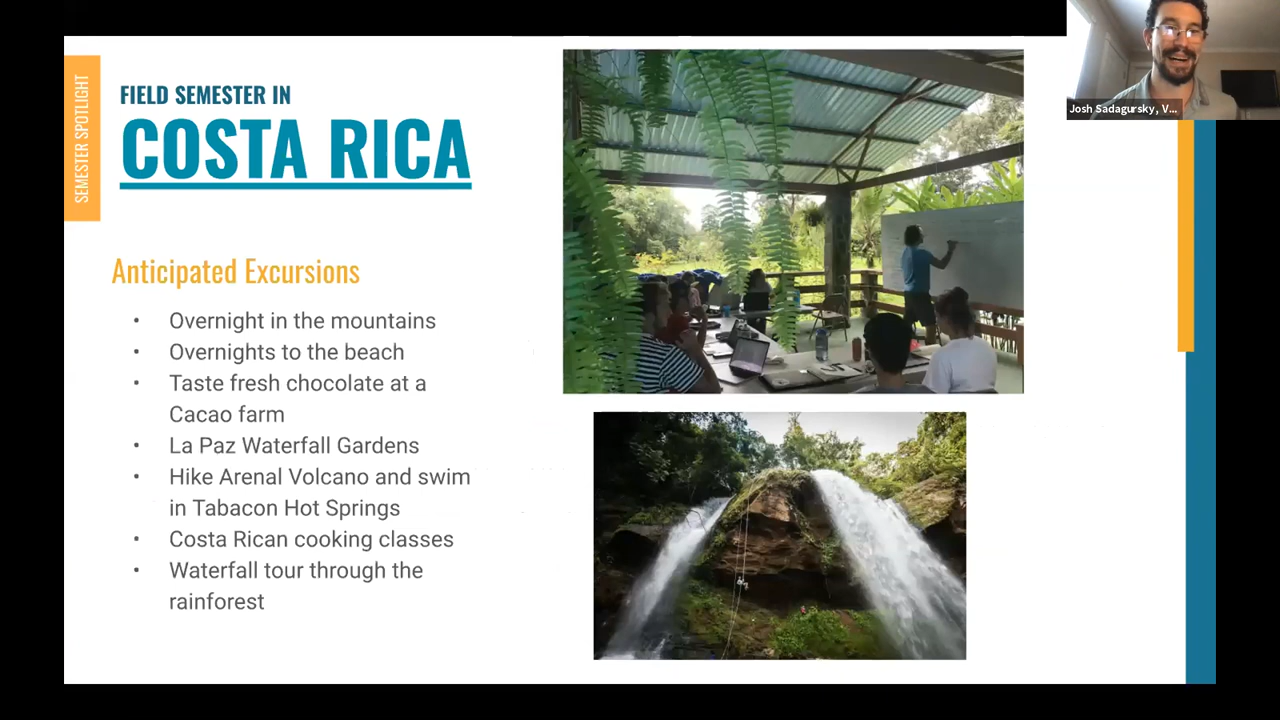 SEMESTER SPOTLIGHT
FIELD SEMESTER IN
COSTA RICA
Anticipated Excursions
• Overnight in the mountains
• Overnights to the beach
• Taste fresh chocolate at a
Cacao farm
• La Paz Waterfall Gardens
• Hike Arenal Volcano and swim
in Tabacon Hot Springs
• Costa Rican cooking classes
• Waterfall tour through the
rainforest
Josh Sadagursky, V...